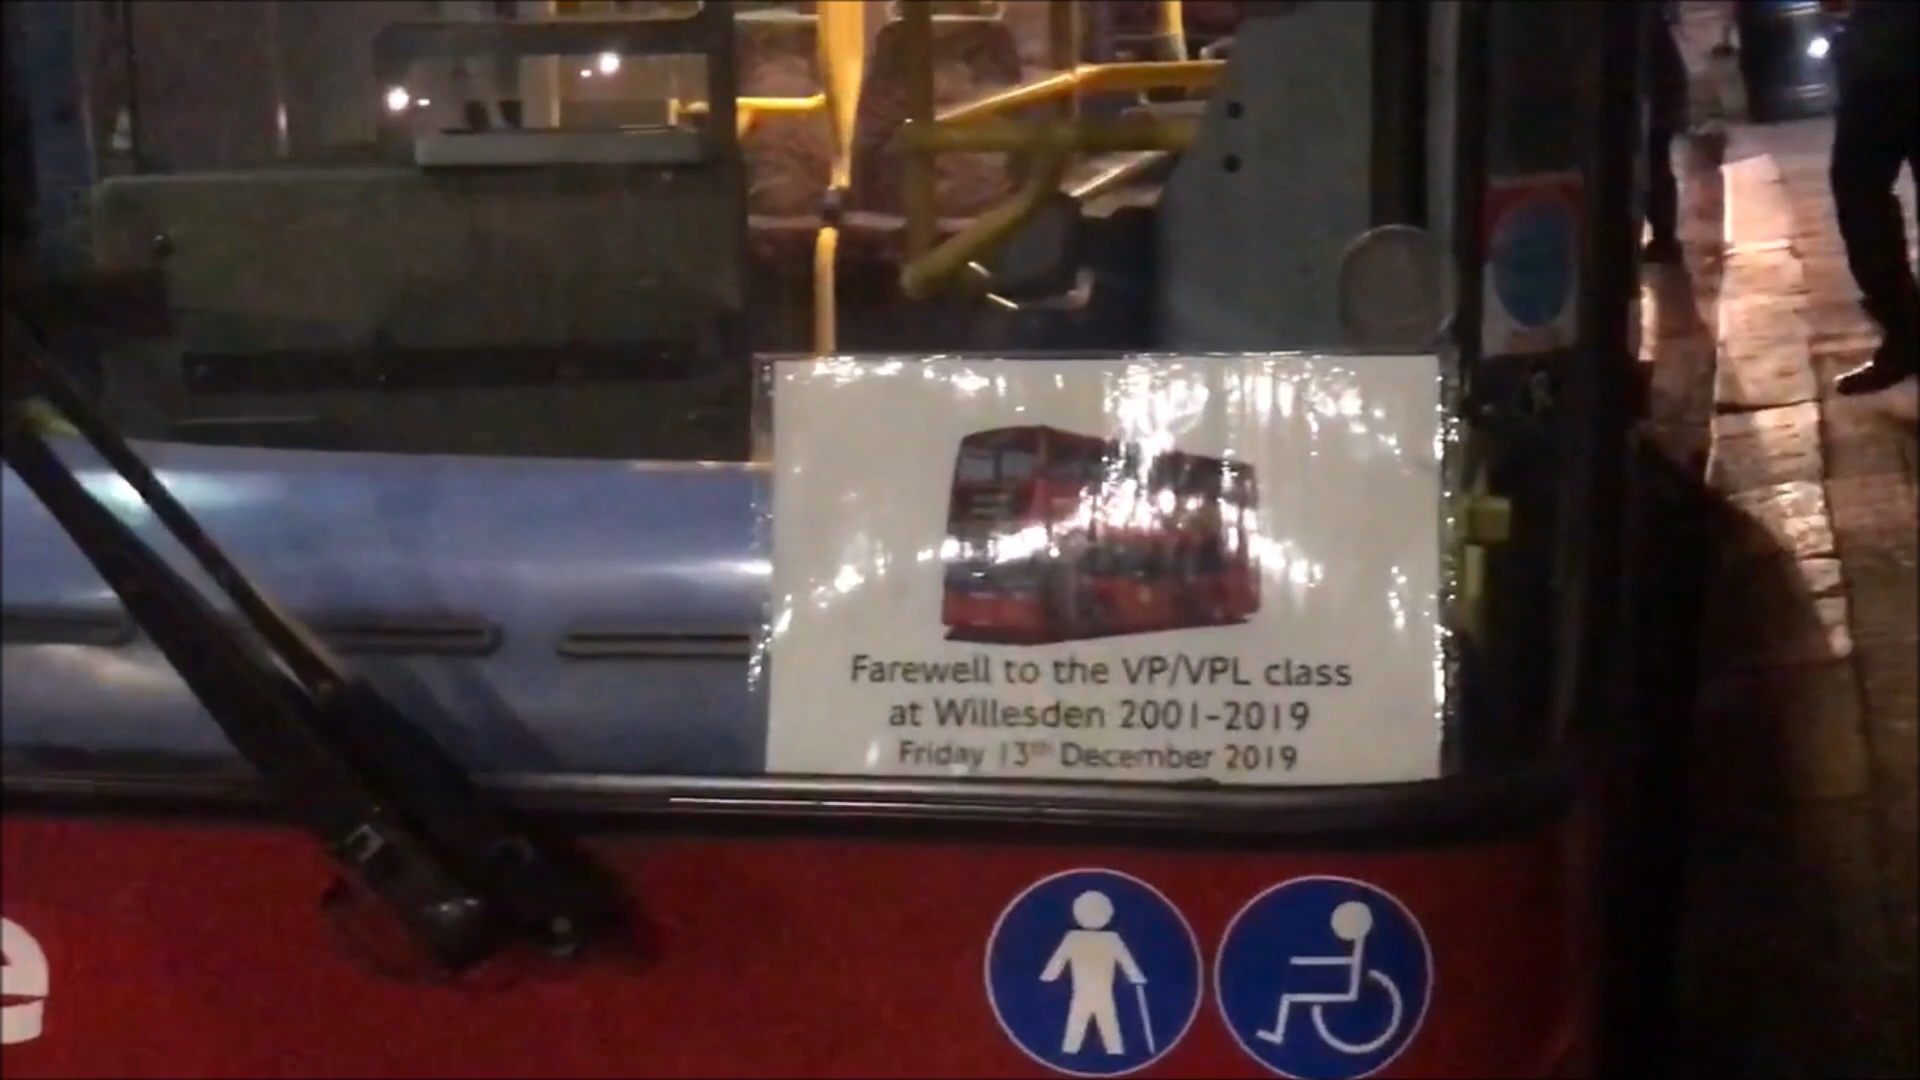 Farewell to the VP/VPL class
at Willesden 2001-2019
Friday 13th December 2019
e